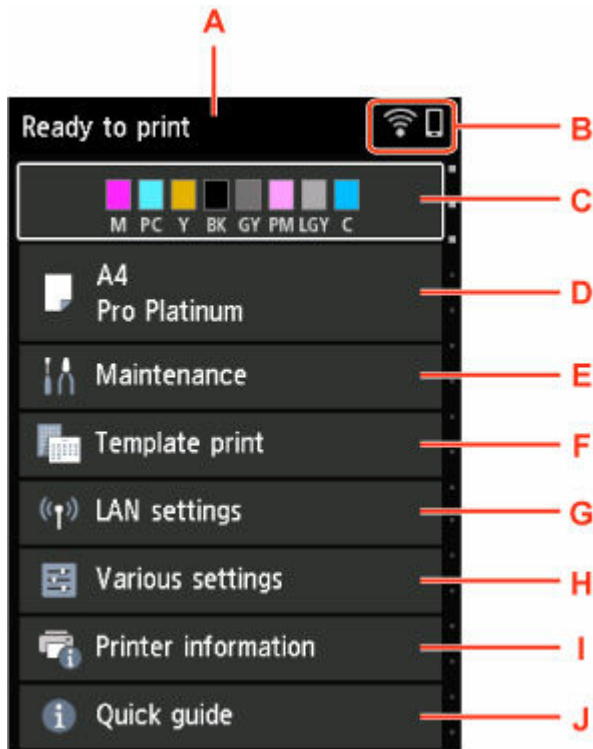 A
Ready to print
B
M PC Y BK GY PM LGY C
C
A4
Pro Platinum
D
Maintenance
E
Template print
F
LAN settings
G
Various settings
H
Printer information
I
Quick guide
J